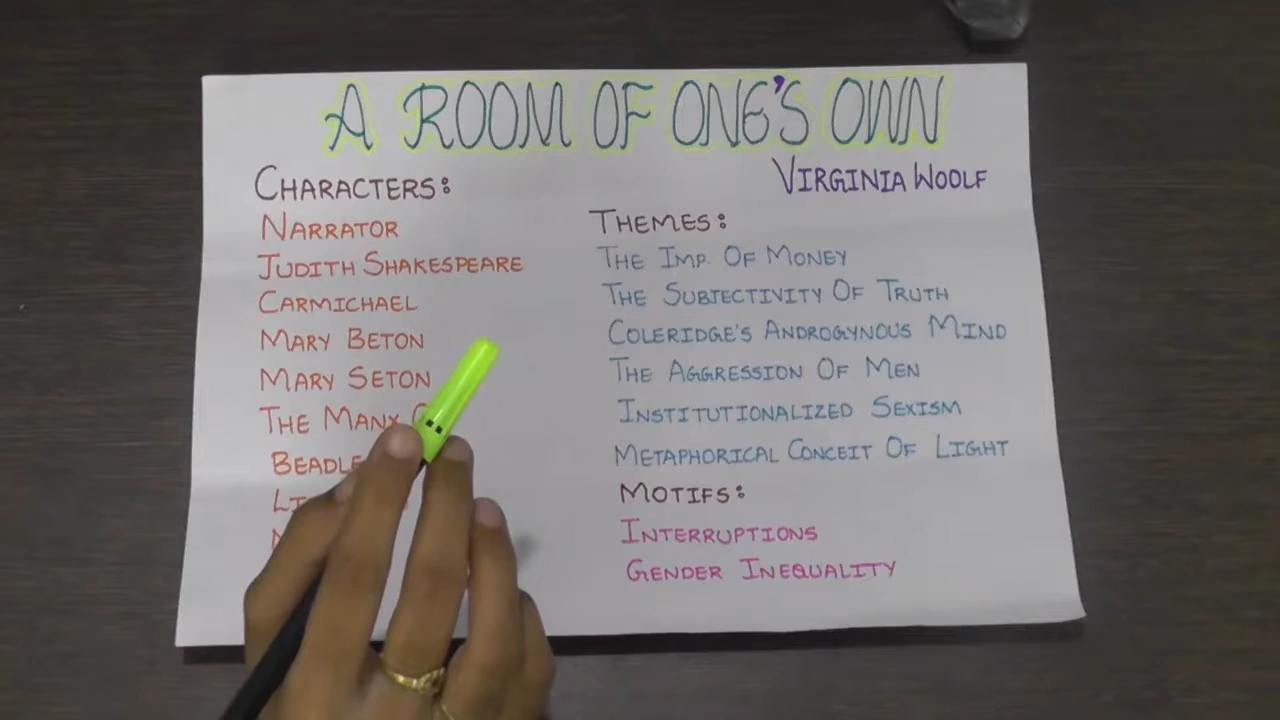 A ROOM OF ONE'S OWN
VIRGINIA WOOLF
CHARACTERS:
NARRATOR
JUDITH SHAKESPEARE
CARMICHAEL
MARY BETON
MARY SETON
THE MANX
BEADLE
THEMES:
THE IMP. OF MONEY
THE SUBJECTIVITY OF TRUTH
COLERIDGE'S ANDROGYNOUS MIND
THE AGGRESSION OF MEN
INSTITUTIONALIZED SEXISM
METAPHORICAL CONCEIT OF LIGHT
MOTIFS:
INTERRUPTIONS
GENDER INEQUALITY